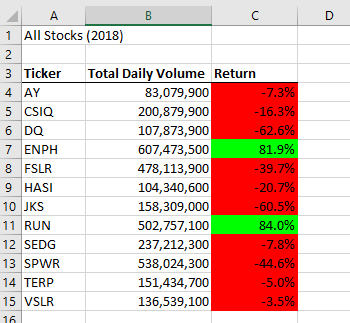 A B C D
1 All Stocks (2018)
2
3 Ticker Total Daily Volume Return
4 AY 83,079,900 -7.3%
5 CSIQ 200,879,900 -16.3%
6 DQ 107,873,900 -62.6%
7 ENPH 607,473,500 81.9%
8 FSLR 478,113,900 -39.7%
9 HASI 104,340,600 -20.7%
10 JKS 158,309,000 -60.5%
11 RUN 502,757,100 84.0%
12 SEDG 237,212,300 -7.8%
13 SPWR 538,024,300 -44.6%
14 TERP 151,434,700 -5.0%
15 VSLR 136,539,100 -3.5%
16